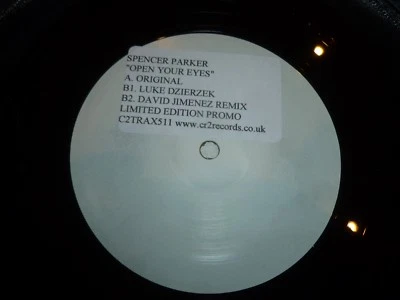 SPENCER PARKER
"OPEN YOUR EYES"
A. ORIGINAL
B1. LUKE DZIERZEK
B2. DAVID JIMENEZ REMIX
LIMITED EDITION PROMO
C2TRAX511 www.cr2records.co.uk